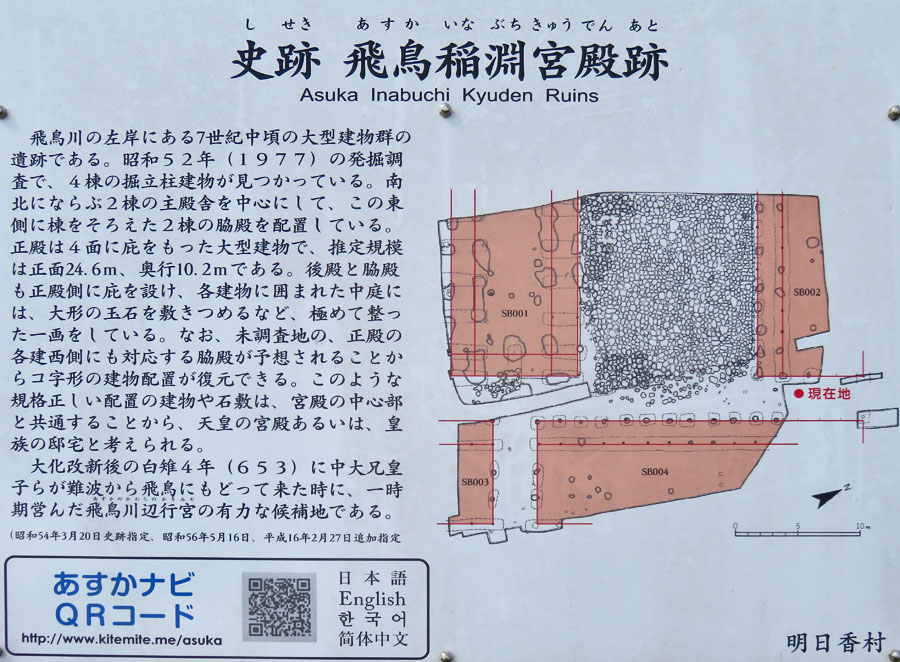 し せき あすか いな ぶち きゅう でん あと
史跡 飛鳥稲淵宮殿跡
Asuka Inabuchi Kyuden Ruins
飛鳥川の左岸にある7世紀中頃の大型建物群の
遺跡である。昭和52年(1977)の発掘調
査で、4棟の掘立柱建物が見つかっている。南
北にならぶ2棟の主殿舎を中心にして、この東
側に棟をそろえた2棟の脇殿を配置している。
正殿は4面に庇をもった大型建物で、推定規模
は正面24.6m、奥行10.2mである。後殿と脇殿
も正殿側に庇を設け、各建物に囲まれた中庭に
は、大形の玉石を敷きつめるなど、極めて整っ
た一画をしている。なお、未調査地の、正殿の
各建西側にも対応する脇殿が予想されることか
らコ字形の建物配置が復元できる。このような
規格正しい配置の建物や石敷は、宮殿の中心部
と共通することから、天皇の宮殿あるいは、皇
族の邸宅と考えられる。
大化改新後の白雉4年(653)に中大兄皇
子らが難波から飛鳥にもどって来た時に、一時
あすかのかわらのかりみや
期営んだ飛鳥川辺行宮の有力な候補地である。
(昭和54年3月20日史跡指定、昭和56年5月16日、平成16年2月27日追加指定
SB001
SB002
現在地
SB003
SB004
N
0 5 10m
あすかナビ
QRコード
http://www.kitemite.me/asuka
日本語
English
한국어
简体中文
明日香村